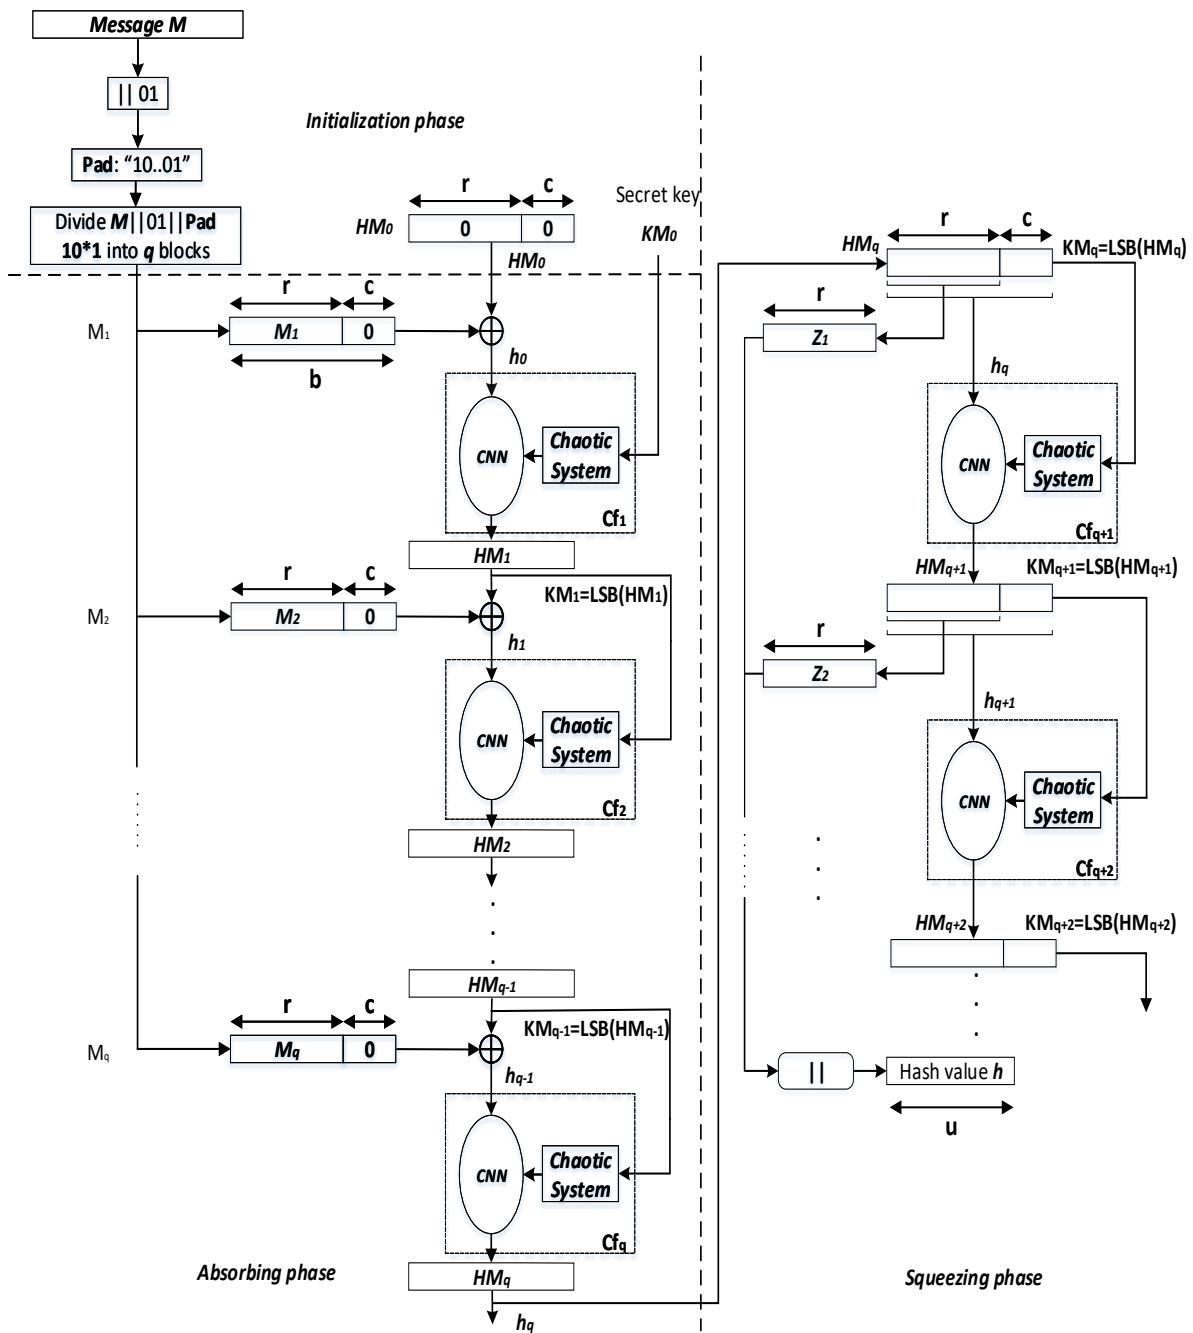 Message M
|| 01
Pad: “10..01”
Divide M||01||Pad
10*1 into q blocks
Initialization phase
r c
HM0 0 0
HM0
Secret key
KM0
M1
r c
M1 0
b
h0
CNN
Chaotic
System
Cf1
HM1
KM1=LSB(HM1)
M2
r c
M2 0
h1
CNN
Chaotic
System
Cf2
HM2
HMq-1
KMq-1=LSB(HMq-1)
Mq
r c
Mq 0
hq-1
CNN
Chaotic
System
Cfq
HMq
hq
Absorbing phase
r c
HMq
KMq=LSB(HMq)
r
Z1
hq
CNN
Chaotic
System
Cfq+1
HMq+1 KMq+1=LSB(HMq+1)
r
Z2
hq+1
CNN
Chaotic
System
Cfq+2
HMq+2 KMq+2=LSB(HMq+2)
|| Hash value h
u
Squeezing phase